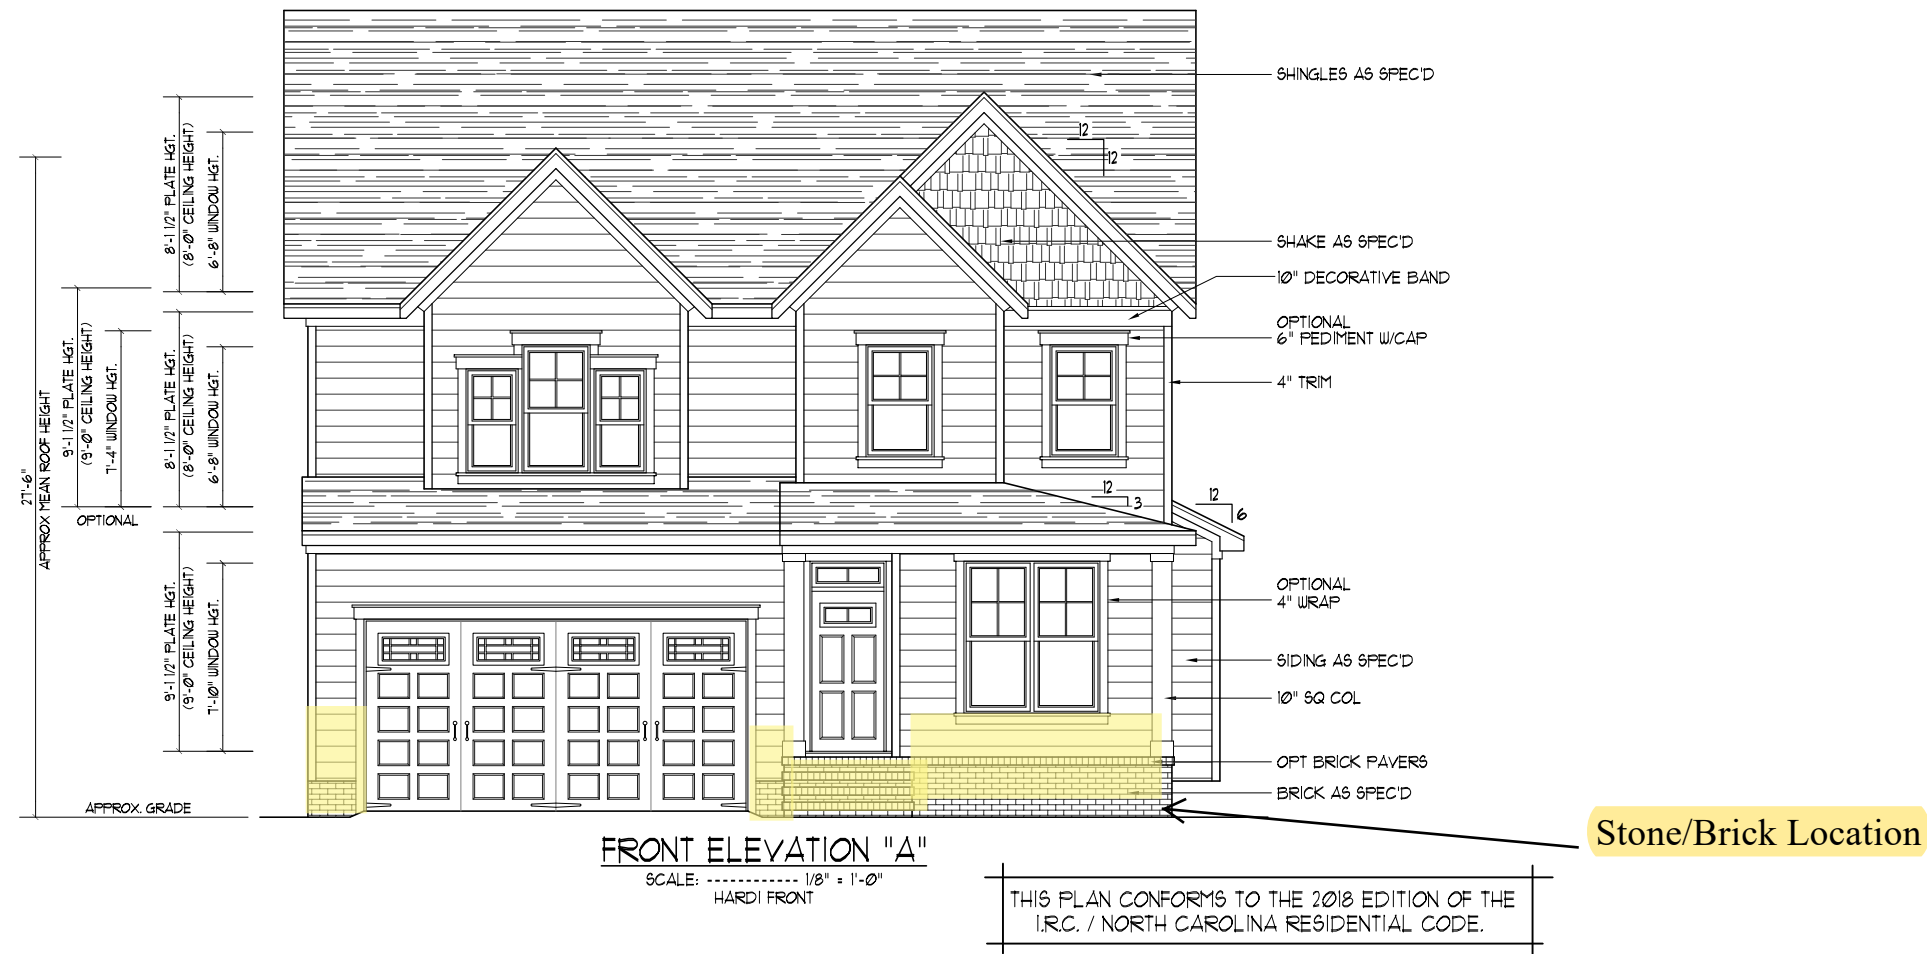 SHINGLES AS SPEC'D
12
12
SHAKE AS SPEC'D
10" DECORATIVE BAND
OPTIONAL
6" PEDIMENT W/CAP
4" TRIM
12
3
12
6
OPTIONAL
4" WRAP
SIDING AS SPEC'D
10" SQ COL
OPT BRICK PAVERS
BRICK AS SPEC'D
Stone/Brick Location
8'-1 1/2" PLATE HGT.
(8'-0" CEILING HEIGHT)
6'-8" WINDOW HGT.
27'-6"
APPROX MEAN ROOF HEIGHT
9'-1 1/2" PLATE HGT.
(9'-0" CEILING HEIGHT)
7'-4" WINDOW HGT.
OPTIONAL
8'-1 1/2" PLATE HGT.
(8'-0" CEILING HEIGHT)
6'-8" WINDOW HGT.
9'-1 1/2" PLATE HGT.
(9'-0" CEILING HEIGHT)
7'-10" WINDOW HGT.
APPROX. GRADE
FRONT ELEVATION "A"
SCALE: ----------- 1/8" = 1'-0"
HARDI FRONT
THIS PLAN CONFORMS TO THE 2018 EDITION OF THE
I.R.C. / NORTH CAROLINA RESIDENTIAL CODE.